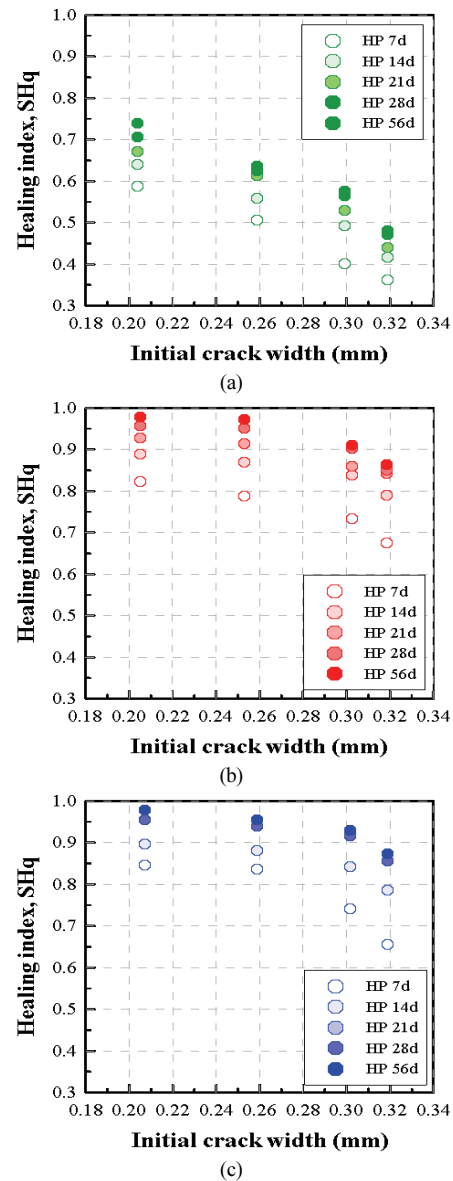 1.0
0.9
0.8
0.7
0.6
0.5
0.4
0.3
Healing index, SHq
HP 7d
HP 14d
HP 21d
HP 28d
HP 56d
0.18 0.20 0.22 0.24 0.26 0.28 0.30 0.32 0.34
Initial crack width (mm)
(a)
1.0
0.9
0.8
0.7
0.6
0.5
0.4
0.3
Healing index, SHq
HP 7d
HP 14d
HP 21d
HP 28d
HP 56d
0.18 0.20 0.22 0.24 0.26 0.28 0.30 0.32 0.34
Initial crack width (mm)
(b)
1.0
0.9
0.8
0.7
0.6
0.5
0.4
0.3
Healing index, SHq
HP 7d
HP 14d
HP 21d
HP 28d
HP 56d
0.18 0.20 0.22 0.24 0.26 0.28 0.30 0.32 0.34
Initial crack width (mm)
(c)